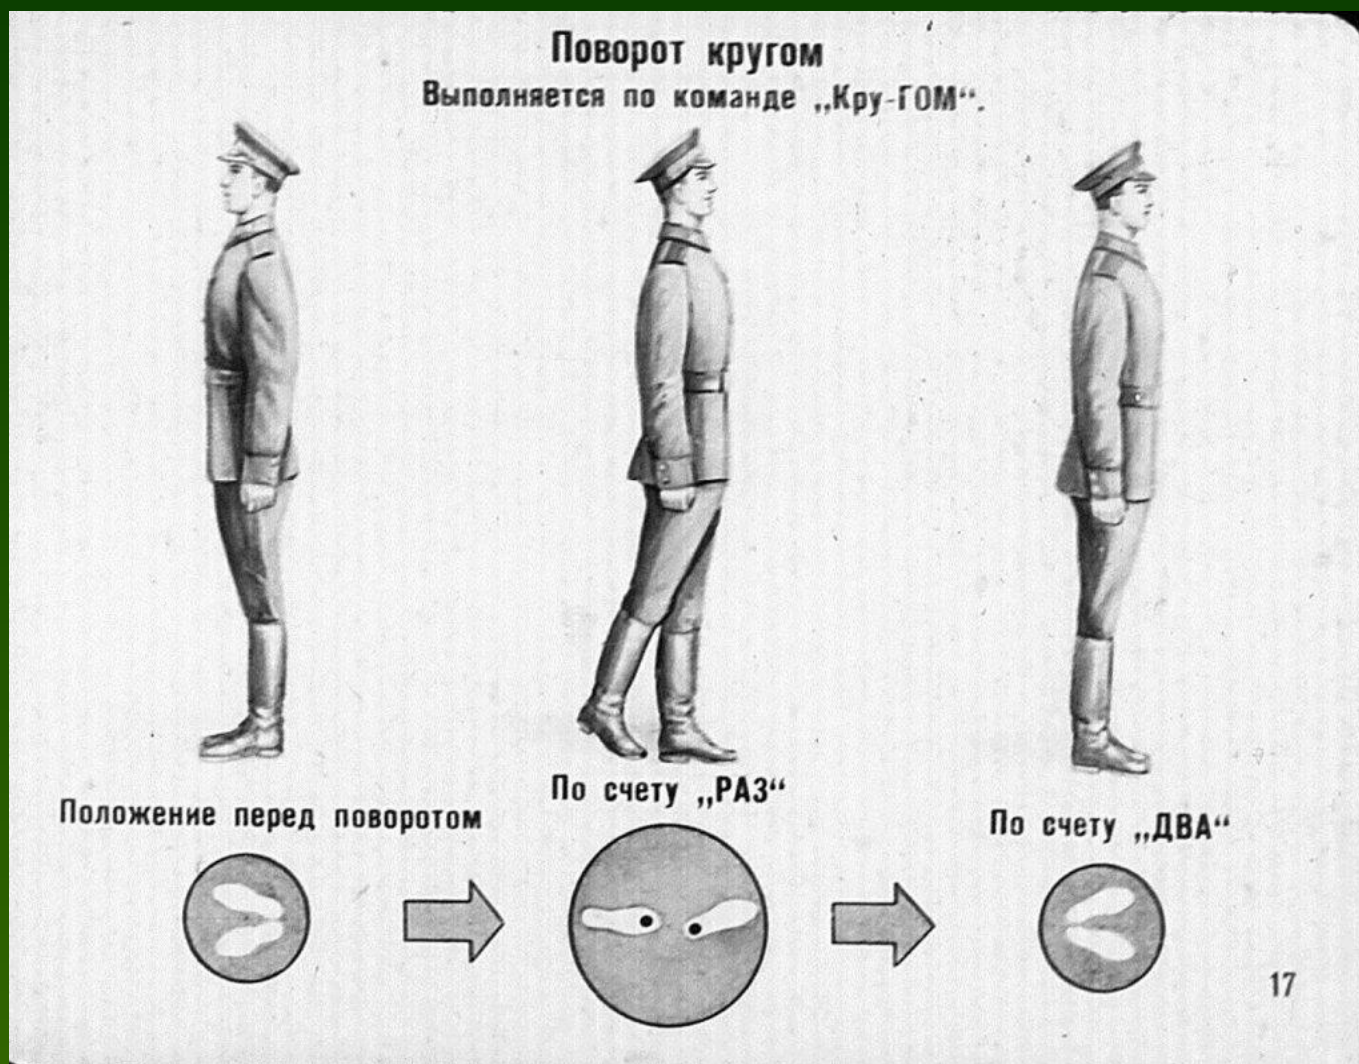 Поворот кругом
Выполняется по команде „Кру-ГОМ“.
Положение перед поворотом
По счету „РАЗ“
По счету „ДВА“
17